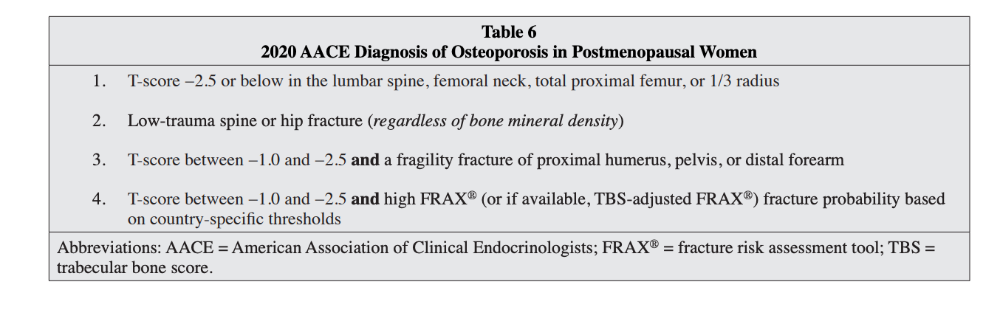 Table 6
2020 AACE Diagnosis of Osteoporosis in Postmenopausal Women
1. T-score –2.5 or below in the lumbar spine, femoral neck, total proximal femur, or 1/3 radius
2. Low-trauma spine or hip fracture (regardless of bone mineral density)
3. T-score between –1.0 and –2.5 and a fragility fracture of proximal humerus, pelvis, or distal forearm
4. T-score between –1.0 and –2.5 and high FRAX® (or if available, TBS-adjusted FRAX®) fracture probability based
on country-specific thresholds
Abbreviations: AACE = American Association of Clinical Endocrinologists; FRAX® = fracture risk assessment tool; TBS =
trabecular bone score.